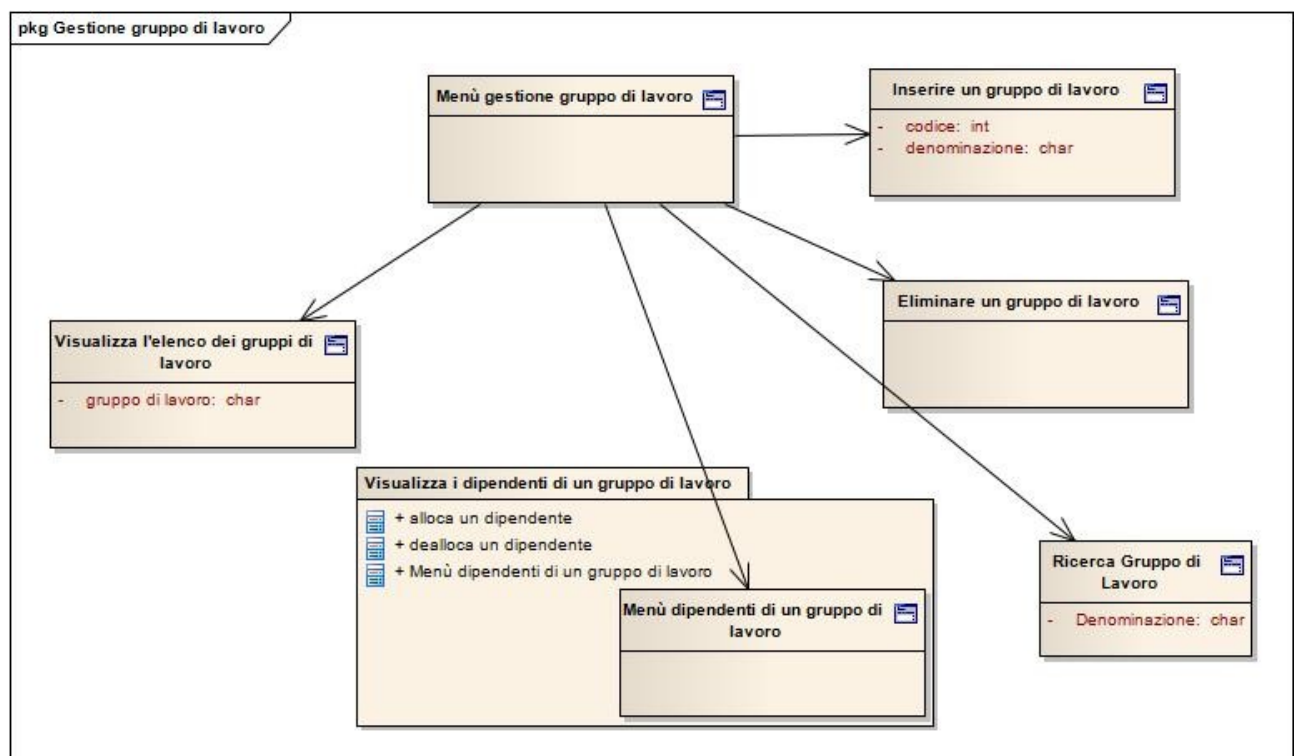 pkg Gestione gruppo di lavoro
Menù gestione gruppo di lavoro
Inserire un gruppo di lavoro
- codice: int
- denominazione: char
Eliminare un gruppo di lavoro
Visualizza l'elenco dei gruppi di
lavoro
- gruppo di lavoro: char
Visualizza i dipendenti di un gruppo di lavoro
+ alloca un dipendente
+ dealloca un dipendente
+ Menù dipendenti di un gruppo di lavoro
Menù dipendenti di un gruppo di
lavoro
Ricerca Gruppo di
Lavoro
- Denominazione: char